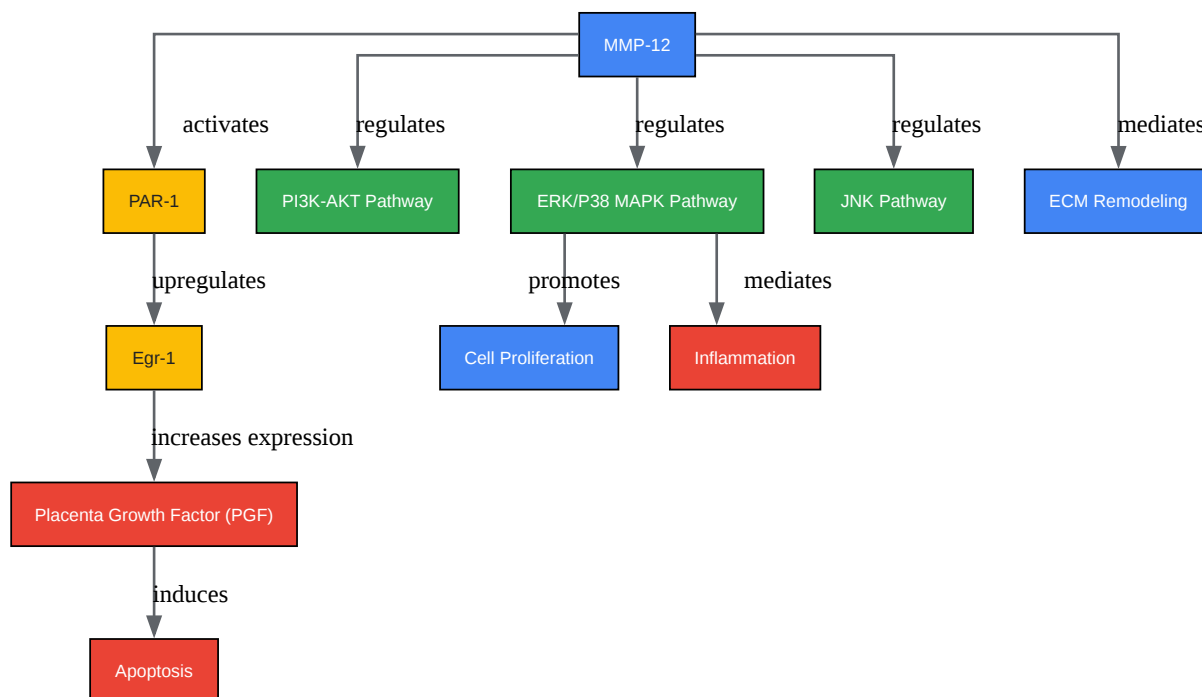 MMP-12
activates
regulates
regulates
regulates
mediates
PAR-1
PI3K-AKT Pathway
ERK/P38 MAPK Pathway
JNK Pathway
ECM Remodeling
upregulates
promotes
mediates
Egr-1
Cell Proliferation
Inflammation
increases expression
Placenta Growth Factor (PGF)
induces
Apoptosis